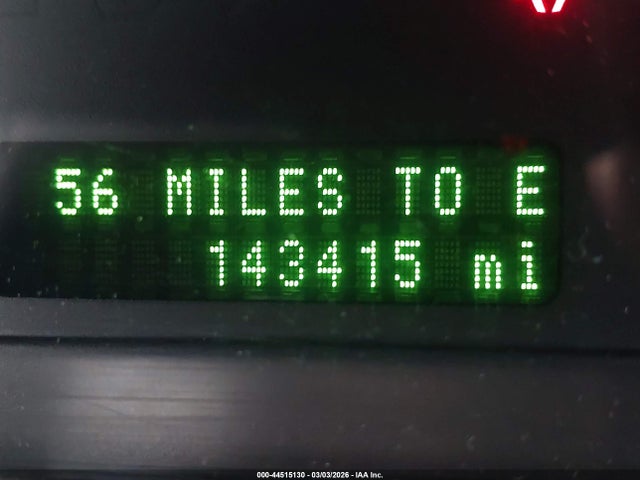 56 MILES TO E
143415 mi
000-44515130 - 03/03/2026 - IAA Inc.